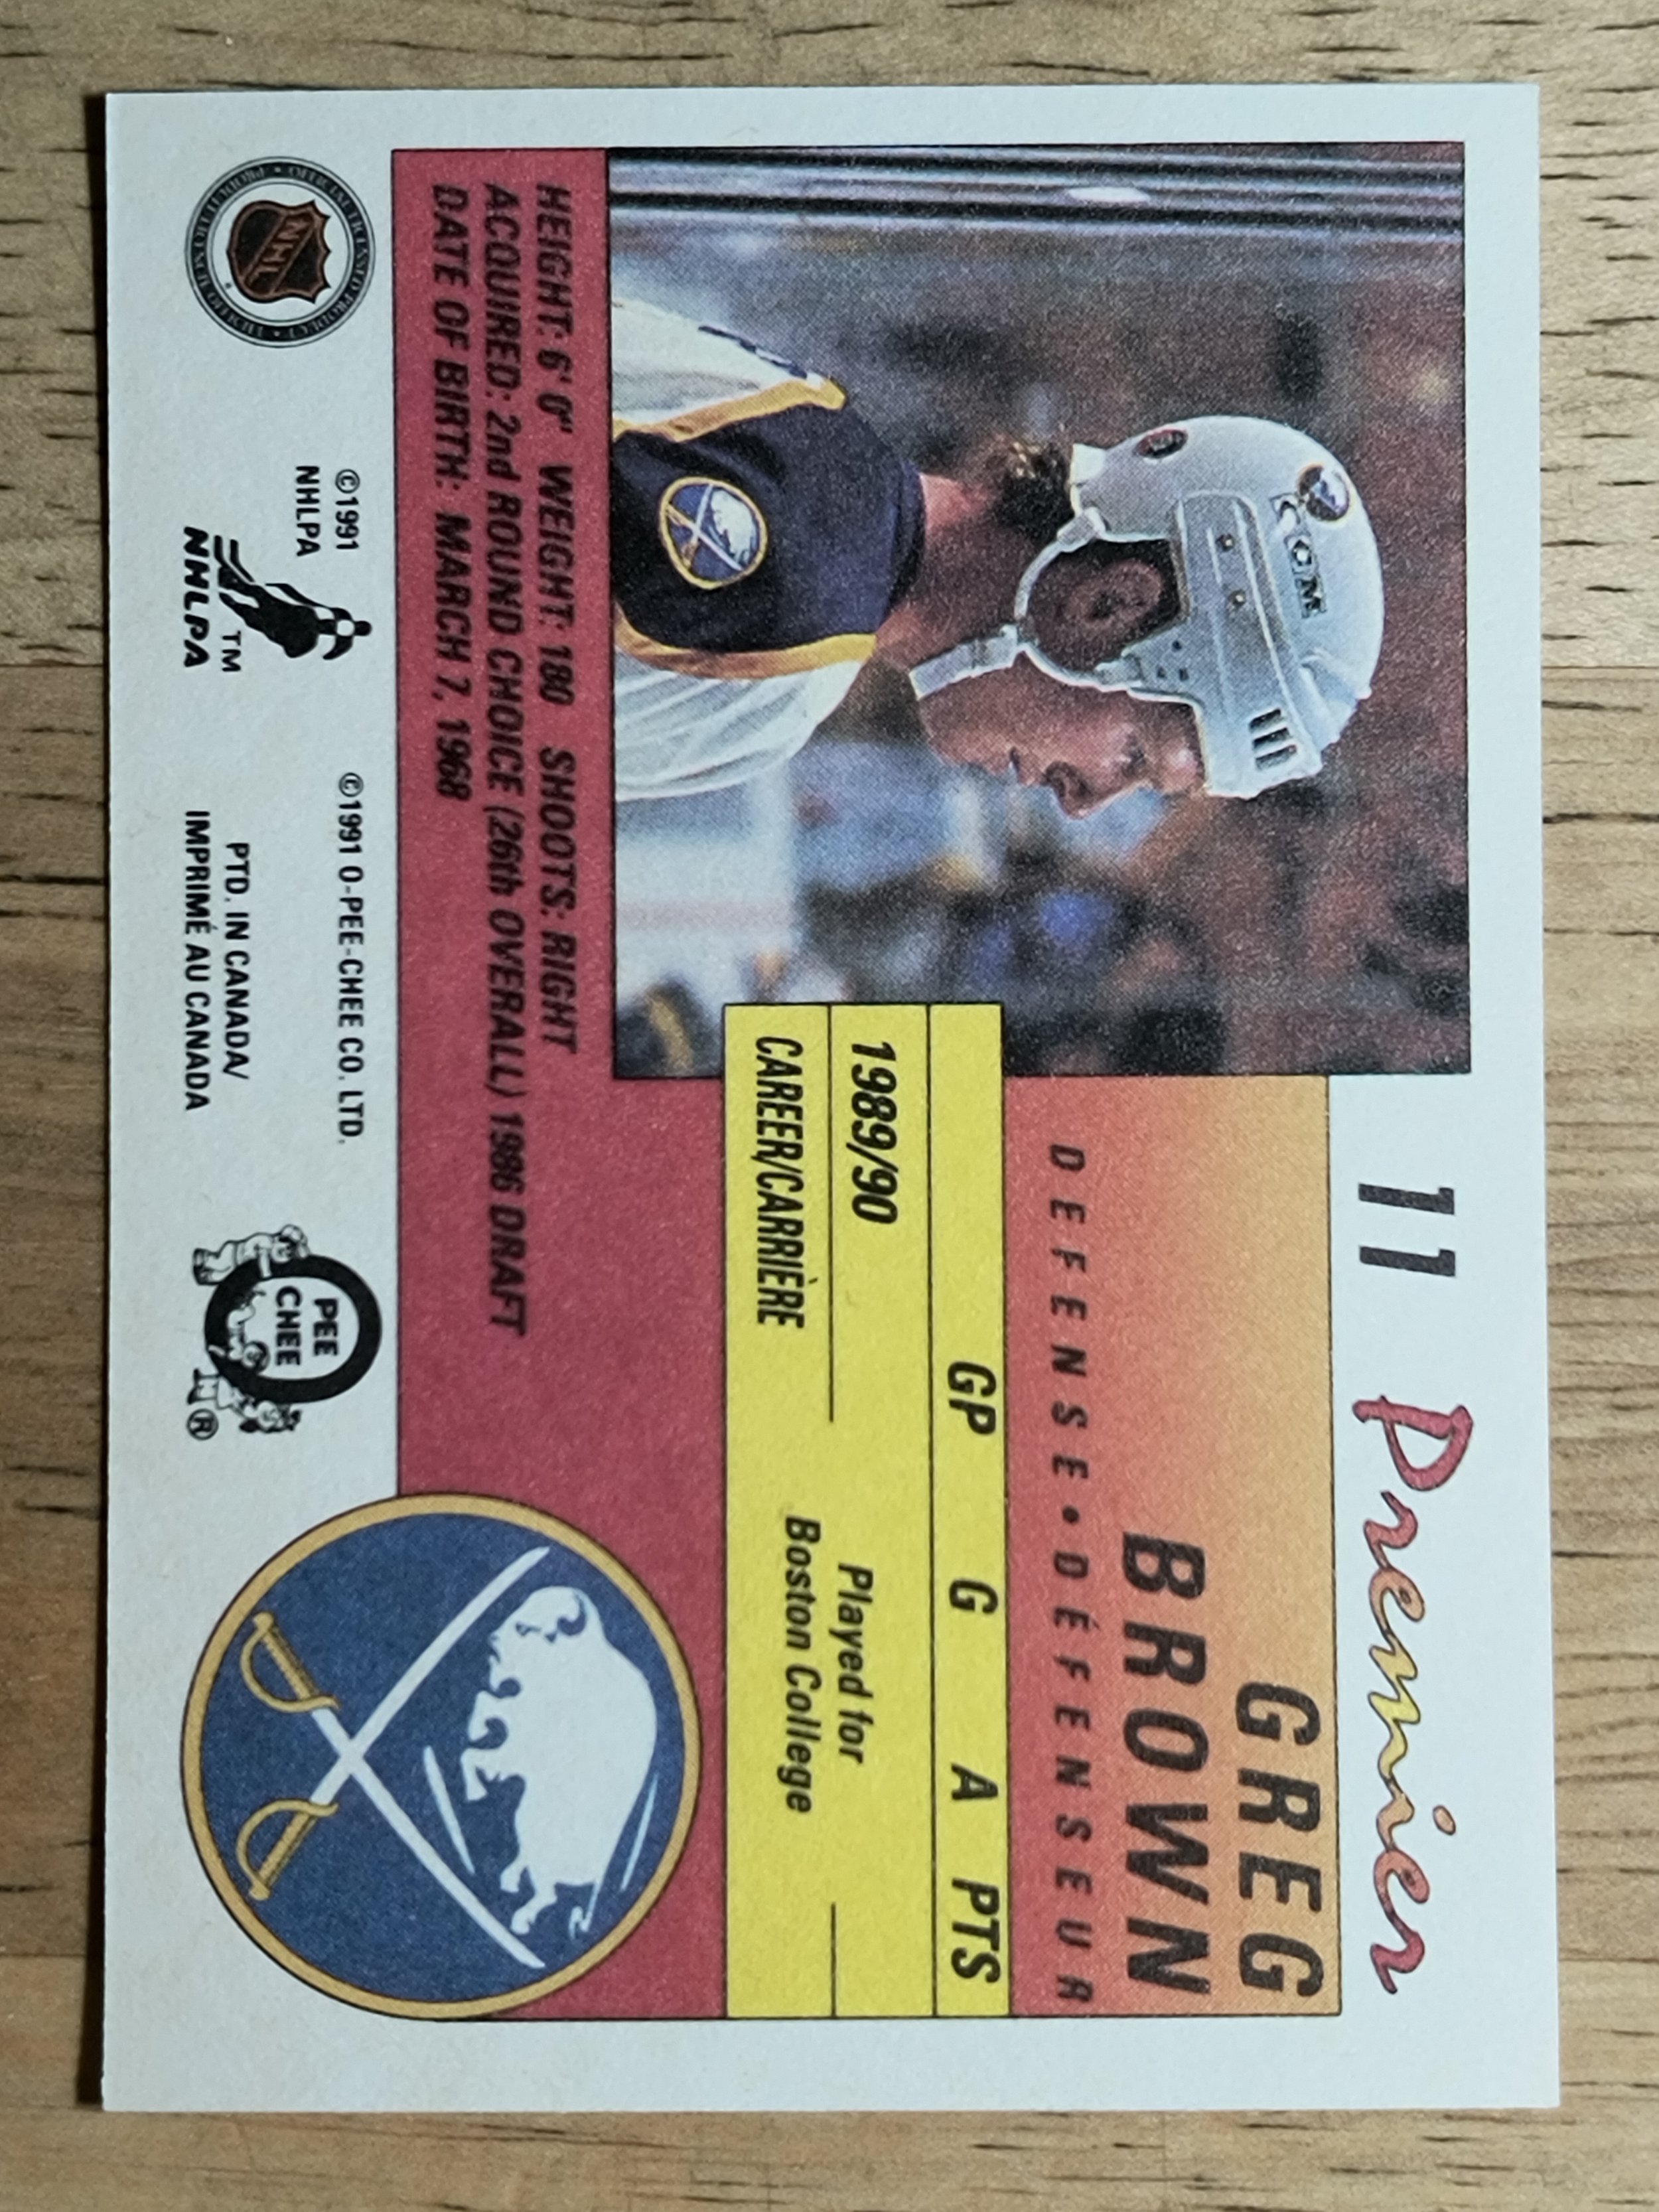 11 Premier
GREG
BROWN
DEFENSE • DÉFENSEUR
GP G A PTS
1989/90
CAREER/CARRIÈRE
Played for
Boston College
CCM
HEIGHT: 6' 0" WEIGHT: 180 SHOOTS: RIGHT
ACQUIRED: 2nd ROUND CHOICE (26th OVERALL) 1986 DRAFT
DATE OF BIRTH: MARCH 7, 1968
NHL
©1991
NHLPA
™
NHLPA
©1991 O-PEE-CHEE CO. LTD.
PTD. IN CANADA/
IMPRIMÉ AU CANADA
PEE
CHEE
®